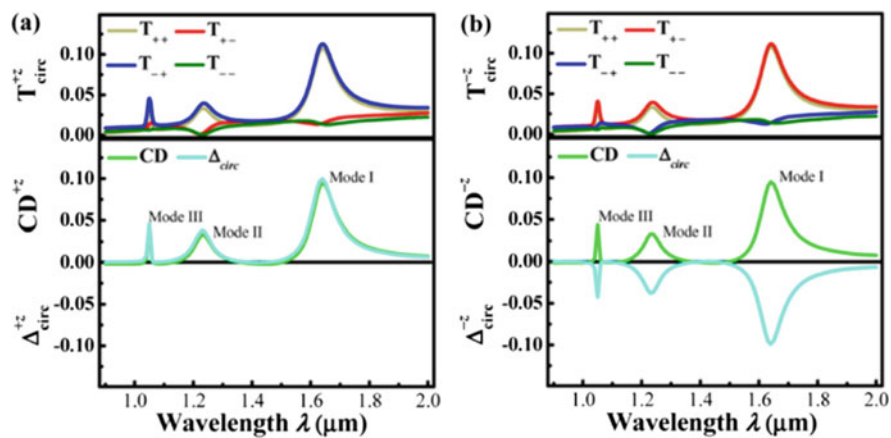 (a)
T₊₊ T₊₋
T₋₊ T₋₋
T^{+z}_{circ}
0.10
0.05
0.00
CD Δ_{circ}
CD^{+z}
Δ^{+z}_{circ}
0.10
0.05
0.00
-0.05
-0.10
Mode III
Mode II
Mode I
1.0 1.2 1.4 1.6 1.8 2.0
Wavelength λ (μm)
(b)
T₊₊ T₊₋
T₋₊ T₋₋
T^{-z}_{circ}
0.10
0.05
0.00
CD Δ_{circ}
CD^{-z}
Δ^{-z}_{circ}
0.10
0.05
0.00
-0.05
-0.10
Mode III
Mode II
Mode I
1.0 1.2 1.4 1.6 1.8 2.0
Wavelength λ (μm)